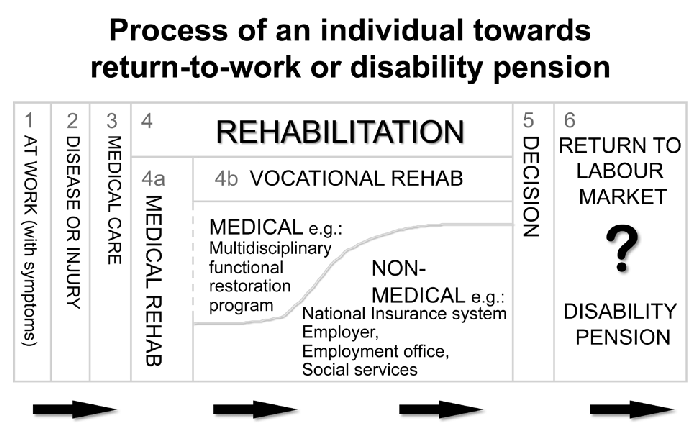 Process of an individual towards
return-to-work or disability pension
1
AT WORK (with symptoms)
2
DISEASE OR INJURY
3
MEDICAL CARE
4
REHABILITATION
4a
MEDICAL REHAB
4b VOCATIONAL REHAB
MEDICAL e.g.:
Multidisciplinary
functional
restoration
program
NON-
MEDICAL e.g.:
National Insurance system
Employer,
Employment office,
Social services
5
DECISION
6
RETURN TO
LABOUR
MARKET
?
DISABILITY
PENSION